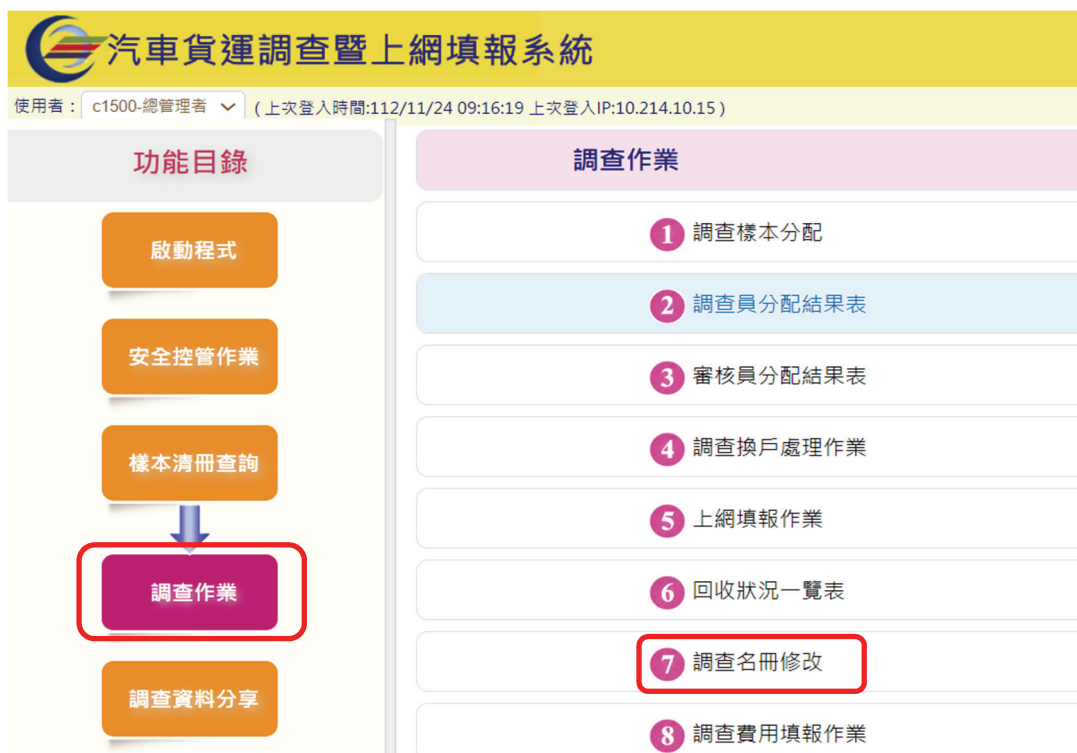 汽車貨運調查暨上網填報系統
使用者： c1500-總管理者 (上次登入時間:112/11/24 09:16:19 上次登入IP:10.214.10.15)
功能目錄
啟動程式
安全控管作業
樣本清冊查詢
調查作業
調查資料分享
調查作業
1 調查樣本分配
2 調查員分配結果表
3 審核員分配結果表
4 調查換戶處理作業
5 上網填報作業
6 回收狀況一覽表
7 調查名冊修改
8 調查費用填報作業